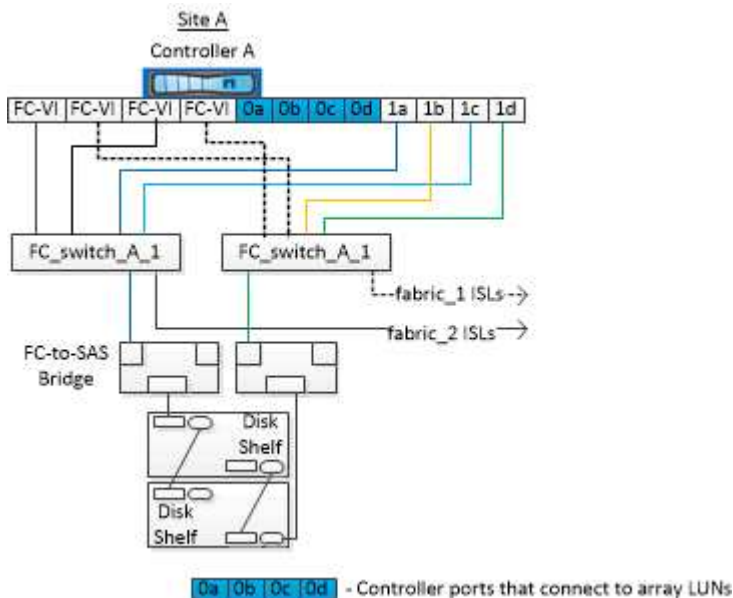 Site A
Controller A
FC-VI FC-VI FC-VI FC-VI 0a 0b 0c 0d 1a 1b 1c 1d
FC_switch_A_1 FC_switch_A_1
fabric_1 ISLs
fabric_2 ISLs
FC-to-SAS
Bridge
Disk
Shelf
Disk
Shelf
0a 0b 0c 0d - Controller ports that connect to array LUNs